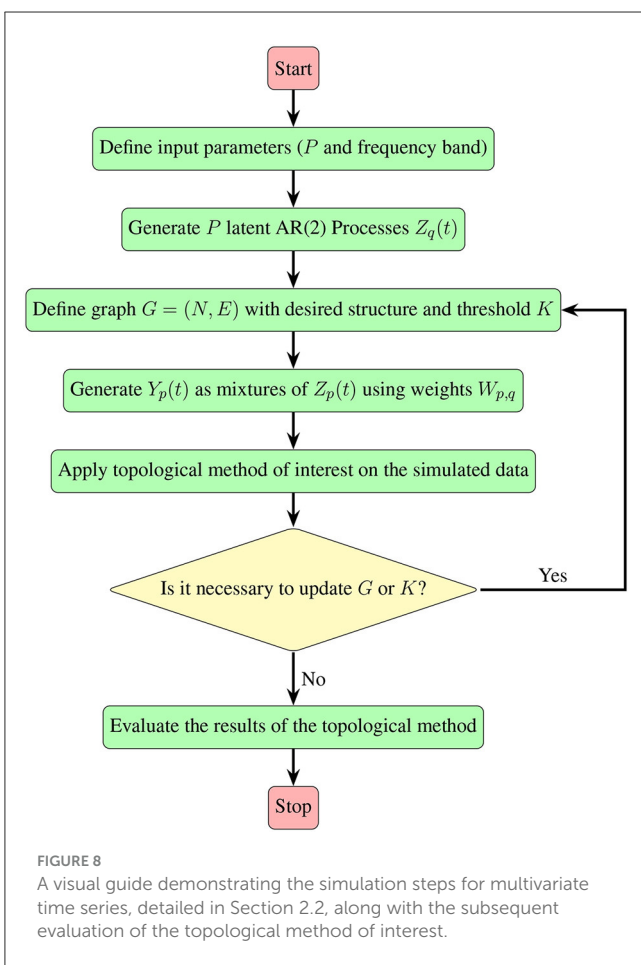 Start
Define input parameters (P and frequency band)
Generate P latent AR(2) Processes Z_q(t)
Define graph G = (N, E) with desired structure and threshold K
Generate Y_p(t) as mixtures of Z_p(t) using weights W_{p,q}
Apply topological method of interest on the simulated data
Is it necessary to update G or K?
Yes
No
Evaluate the results of the topological method
Stop
FIGURE 8
A visual guide demonstrating the simulation steps for multivariate
time series, detailed in Section 2.2, along with the subsequent
evaluation of the topological method of interest.